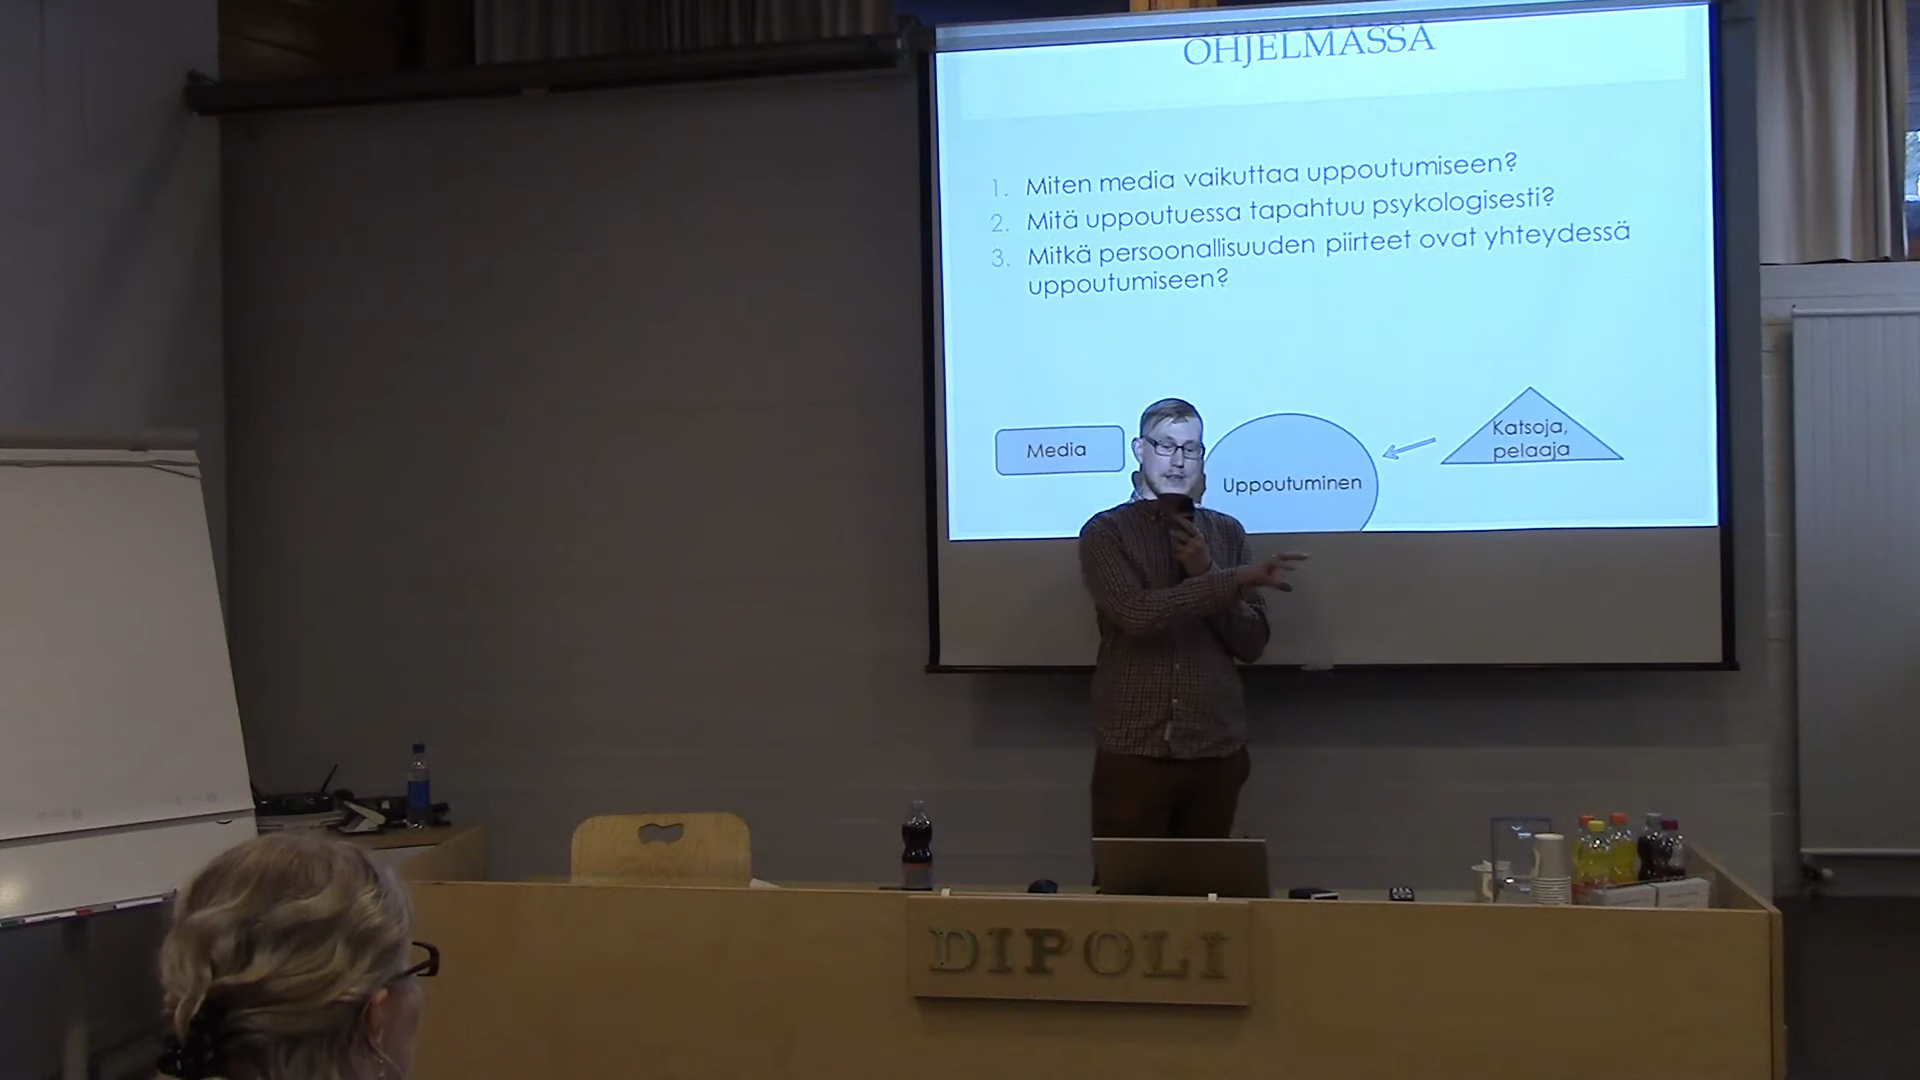 OHJELMASSA
1. Miten media vaikuttaa uppoutumiseen?
2. Mitä uppoutuessa tapahtuu psykologisesti?
3. Mitkä persoonallisuuden piirteet ovat yhteydessä
uppoutumiseen?
Media
Uppoutuminen
Katsoja,
pelaaja
DIPOLI